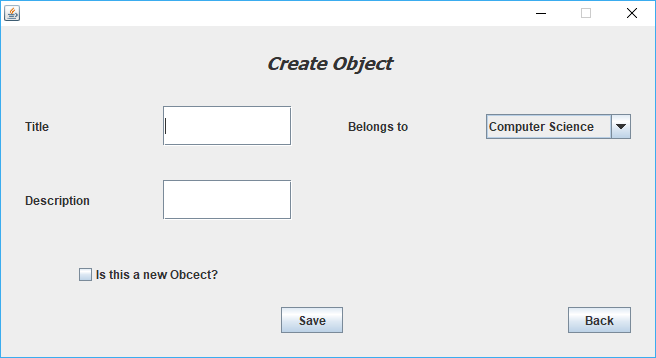 Create Object
Title
Belongs to
Computer Science
Description
Is this a new Obcect?
Save
Back